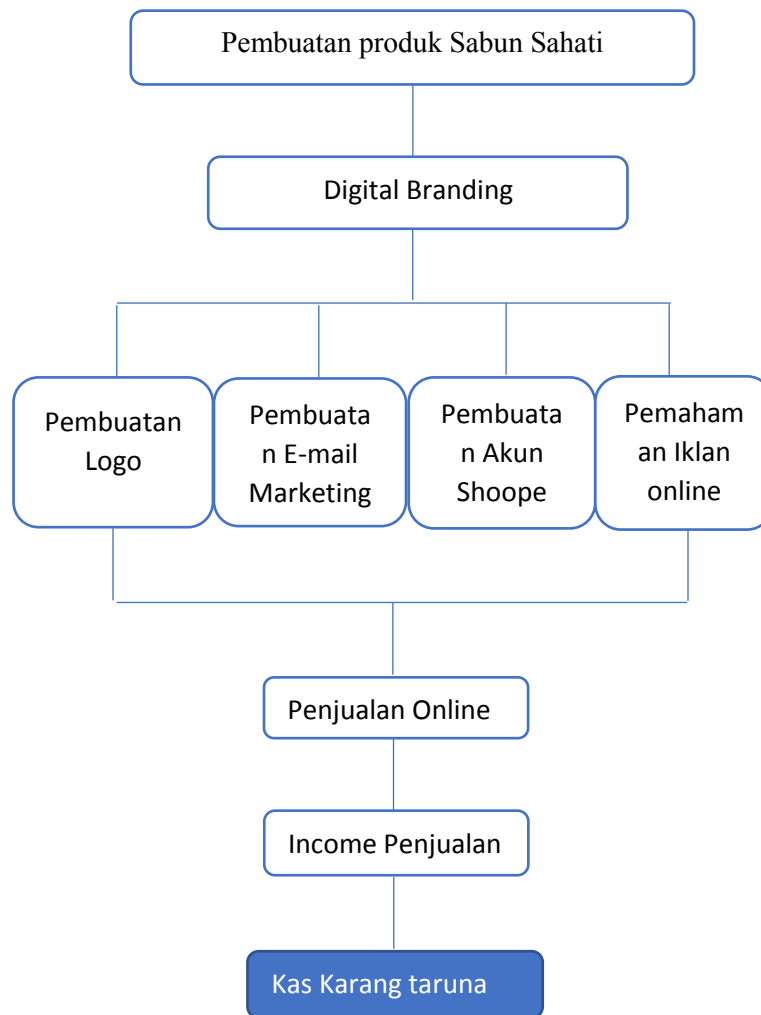 Pembuatan produk Sabun Sahati
Digital Branding
Pembuatan
Logo
Pembuata
n E-mail
Marketing
Pembuata
n Akun
Shoope
Pemaham
an Iklan
online
Penjualan Online
Income Penjualan
Kas Karang taruna